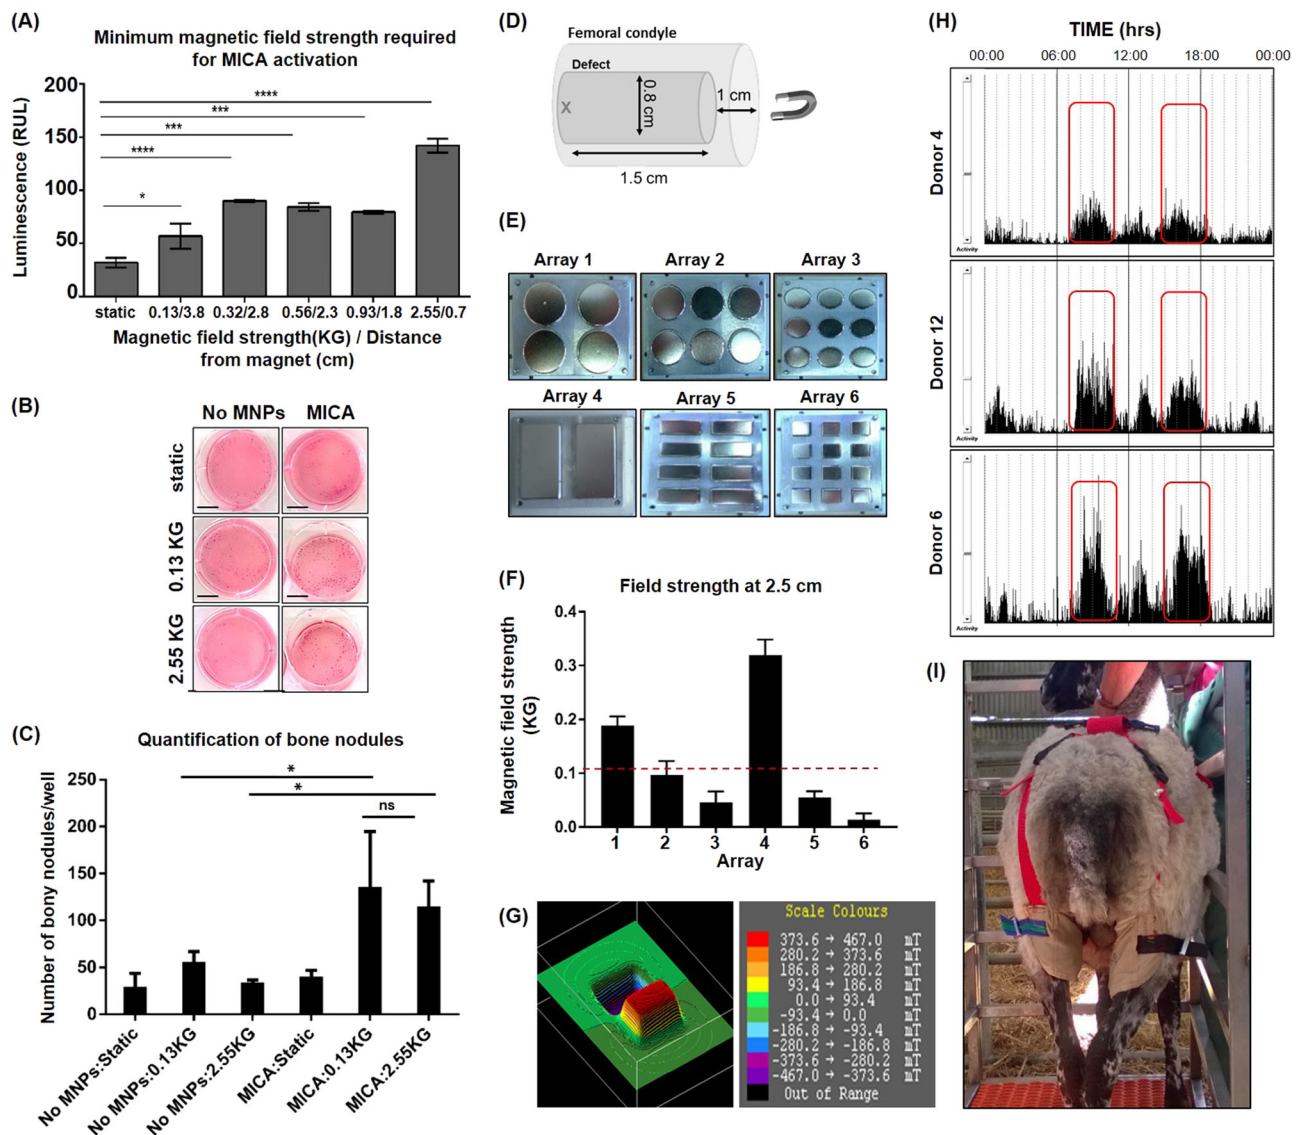 (A)
Minimum magnetic field strength required
for MICA activation
Luminescence (RUL)
200
150
100
50
0
****
***
***
****
*
static
0.13/3.8
0.32/2.8
0.56/2.3
0.93/1.8
2.55/0.7
Magnetic field strength(KG) / Distance
from magnet (cm)
(B)
No MNPs
MICA
static
0.13 KG
2.55 KG
(C)
Quantification of bone nodules
Number of bony nodules/well
250
200
150
100
50
0
*
*
ns
No MNPs:Static
No MNPs:0.13KG
No MNPs:2.55KG
MICA:Static
MICA:0.13KG
MICA:2.55KG
(D)
Femoral condyle
Defect
X
0.8 cm
1 cm
1.5 cm
(E)
Array 1
Array 2
Array 3
Array 4
Array 5
Array 6
(F)
Field strength at 2.5 cm
Magnetic field strength
(KG)
0.4
0.3
0.2
0.1
0.0
1
2
3
4
5
6
Array
(G)
Scale Colours
373.6 → 467.0 mT
280.2 → 373.6 mT
186.8 → 280.2 mT
93.4 → 186.8 mT
0.0 → 93.4 mT
-93.4 → 0.0 mT
-186.8 → -93.4 mT
-280.2 → -186.8 mT
-373.6 → -280.2 mT
-467.0 → -373.6 mT
Out of Range
(H)
TIME (hrs)
00:00
06:00
12:00
18:00
00:00
Donor 4
Activity
Donor 12
Activity
Donor 6
Activity
(I)